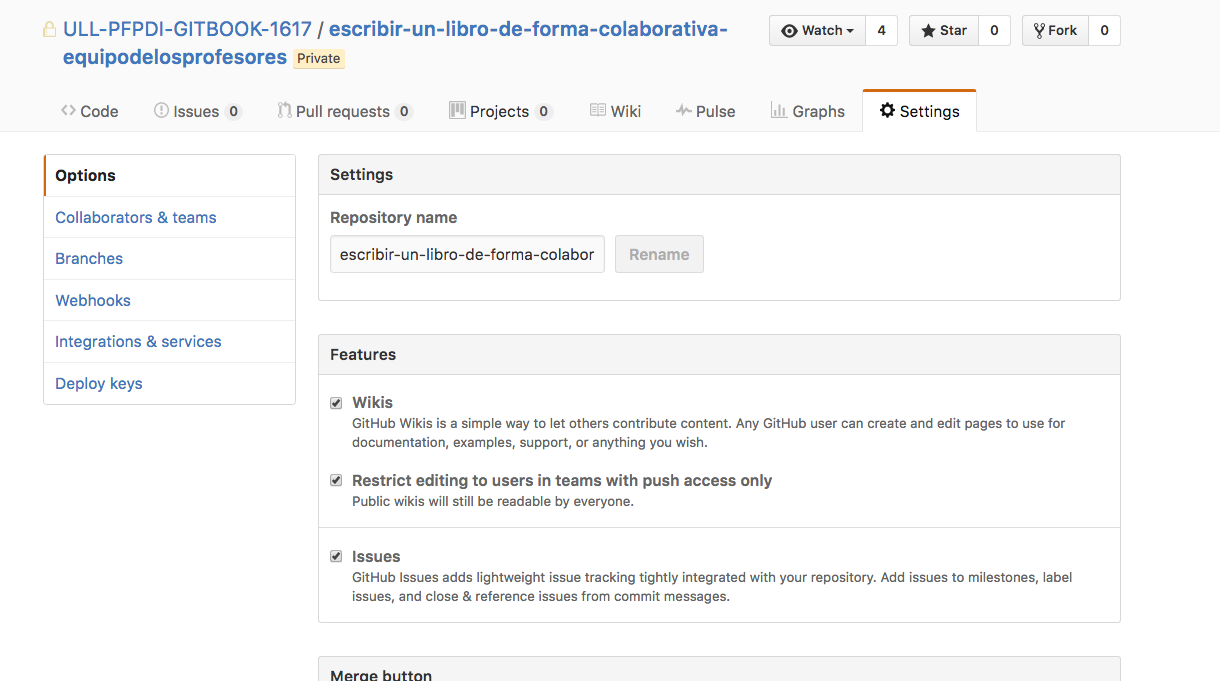 ULL-PFPDI-GITBOOK-1617 / escribir-un-libro-de-forma-colaborativa-
equipodelosprofesores Private
Watch 4 Star 0 Fork 0
Code Issues 0 Pull requests 0 Projects 0 Wiki Pulse Graphs Settings
Options
Collaborators & teams
Branches
Webhooks
Integrations & services
Deploy keys
Settings
Repository name
escribir-un-libro-de-forma-colabor Rename
Features
Wikis
GitHub Wikis is a simple way to let others contribute content. Any GitHub user can create and edit pages to use for
documentation, examples, support, or anything you wish.
Restrict editing to users in teams with push access only
Public wikis will still be readable by everyone.
Issues
GitHub Issues adds lightweight issue tracking tightly integrated with your repository. Add issues to milestones, label
issues, and close & reference issues from commit messages.
Merge button